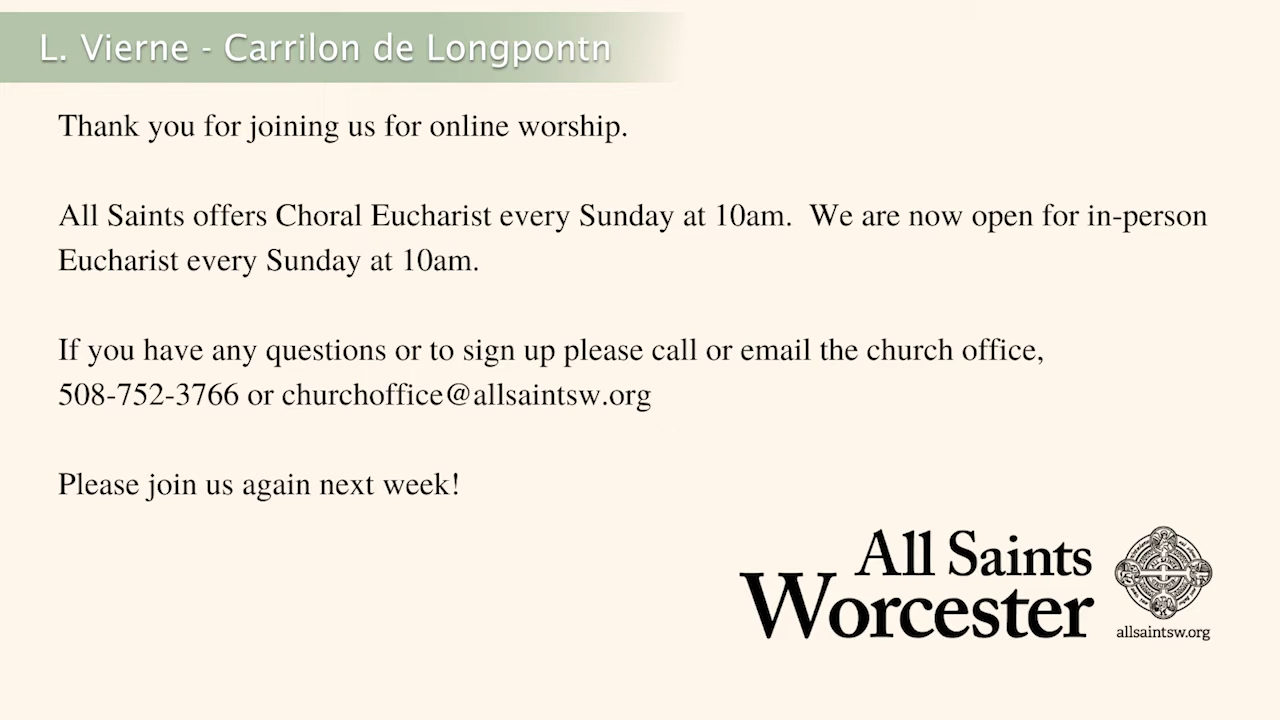 L. Vierne - Carrilon de Longpontn
Thank you for joining us for online worship.
All Saints offers Choral Eucharist every Sunday at 10am.  We are now open for in-person
Eucharist every Sunday at 10am.
If you have any questions or to sign up please call or email the church office,
508-752-3766 or churchoffice@allsaintsw.org
Please join us again next week!
All Saints
Worcester
allsaintsw.org